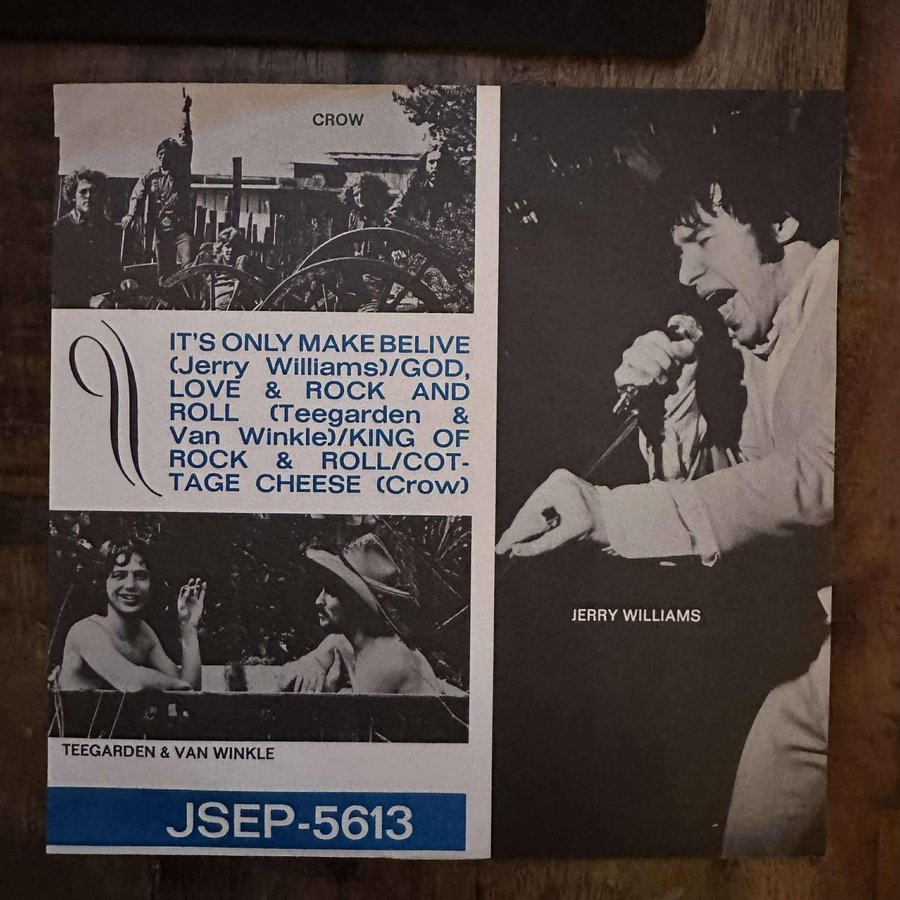 CROW
IT'S ONLY MAKE BELIVE
(Jerry Williams)/GOD,
LOVE & ROCK AND
ROLL (Teegarden &
Van Winkle)/KING OF
ROCK & ROLL/COT-
TAGE CHEESE (Crow)
JERRY WILLIAMS
TEEGARDEN & VAN WINKLE
JSEP-5613